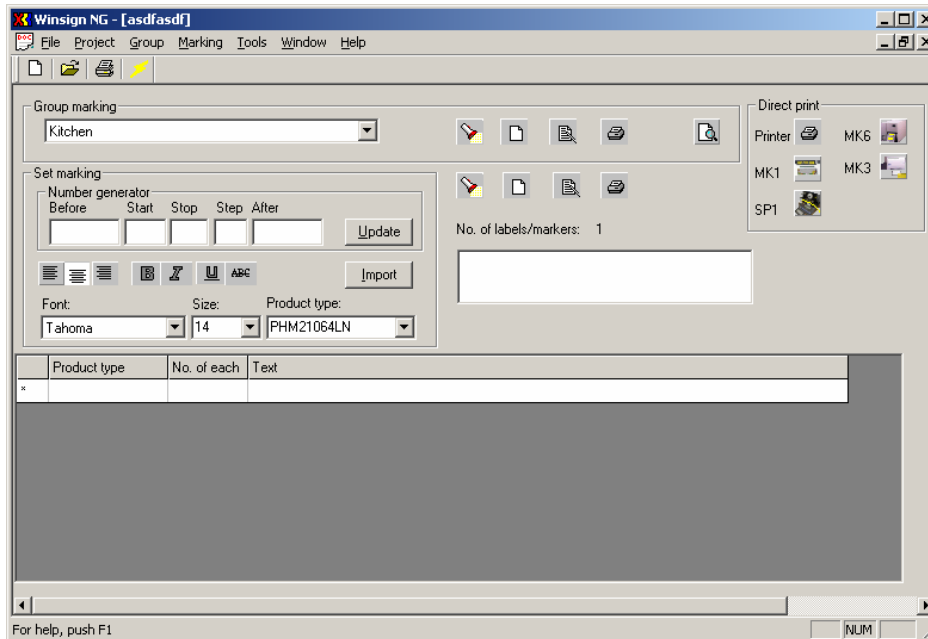 Winsign NG - [asdfasdf]
DOC File Project Group Marking Tools Window Help
Group marking
Kitchen
Direct print
Printer MK6
MK1 MK3
SP1
Set marking
Number generator
Before Start Stop Step After
Update
No. of labels/markers: 1
B I U ABC
Import
Font: Size: Product type:
Tahoma 14 PHM21064LN
Product type No. of each Text
*
For help, push F1
NUM